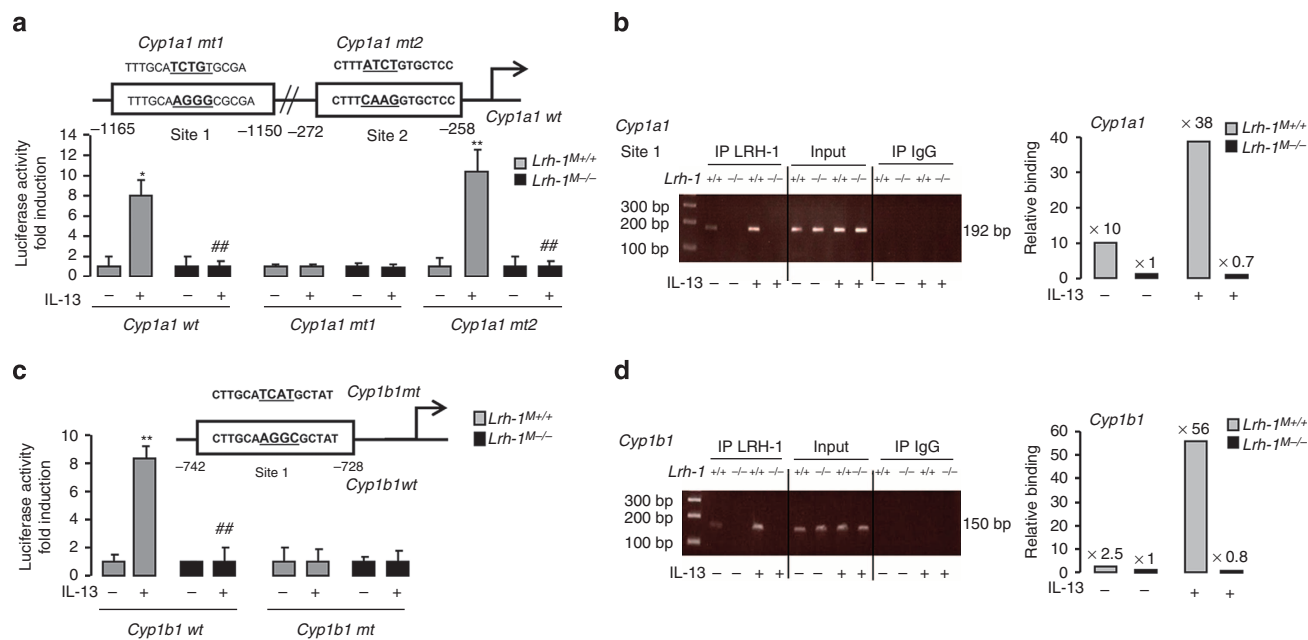 a
Cyp1a1 mt1
Cyp1a1 mt2
TTTGCATCTGTGCGA
CTTTATCTGTGCTCC
TTTGCAAGGGCGCGA
CTTTCAAGGTGCTCC
Cyp1a1 wt
–1165
Site 1
–1150
–272
Site 2
–258
Luciferase activity
fold induction
14
12
10
8
6
4
2
0
*
##
**
##
Lrh-1M+/+
Lrh-1M–/–
IL-13 – + – + – + – + – + – +
Cyp1a1 wt
Cyp1a1 mt1
Cyp1a1 mt2
b
Cyp1a1
Site 1
IP LRH-1 Input IP IgG
Lrh-1 +/+ –/– +/+ –/– +/+ –/– +/+ –/– +/+ –/– +/+ –/–
300 bp
200 bp
100 bp
192 bp
IL-13 – – + + – – + + – – + +
Relative binding
Cyp1a1
40
30
20
10
0
× 10
× 1
× 38
× 0.7
Lrh-1M+/+
Lrh-1M–/–
IL-13 – – + +
c
CTTGCATCATGCTAT
Cyp1b1mt
CTTGCAAGGCGCTAT
–742
Site 1
–728
Cyp1b1wt
Lrh-1M+/+
Lrh-1M–/–
Luciferase activity
fold induction
10
8
6
4
2
0
**
##
IL-13 – + – + – + – +
Cyp1b1 wt
Cyp1b1 mt
d
Cyp1b1
IP LRH-1 Input IP IgG
Lrh-1 +/+ –/– +/+ –/– +/+ –/– +/+–/– +/+ –/– +/+ –/–
300 bp
200 bp
100 bp
150 bp
IL-13 – – + + – – + + – – + +
Relative binding
Cyp1b1
60
50
40
30
20
10
0
× 2.5
× 1
× 56
× 0.8
Lrh-1M+/+
Lrh-1M–/–
IL-13 – – + +